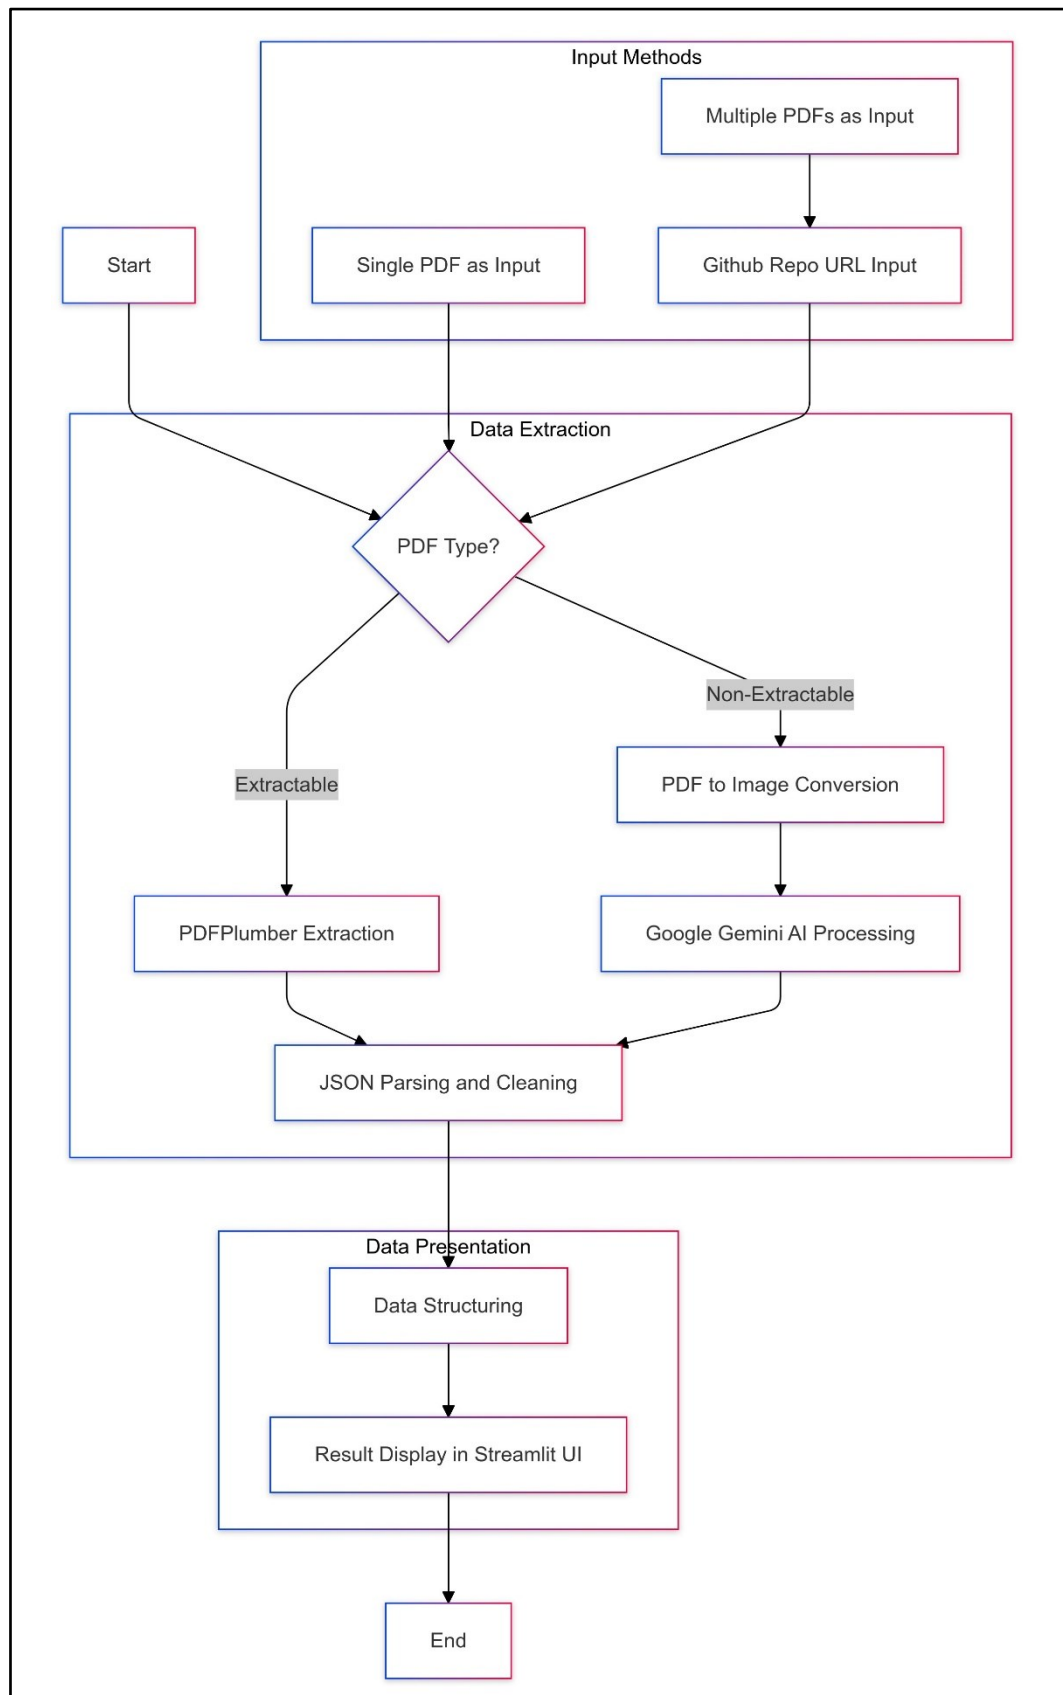 Input Methods
Multiple PDFs as Input
Start
Single PDF as Input
Github Repo URL Input
Data Extraction
PDF Type?
Non-Extractable
Extractable
PDF to Image Conversion
PDFPlumber Extraction
Google Gemini AI Processing
JSON Parsing and Cleaning
Data Presentation
Data Structuring
Result Display in Streamlit UI
End